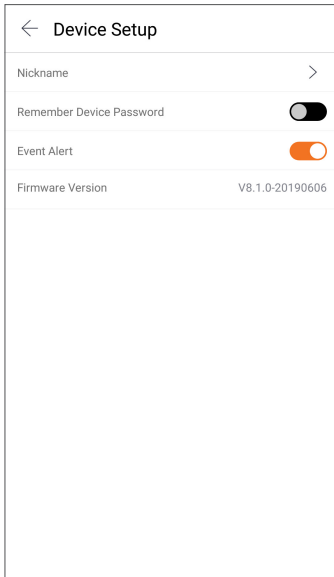 Device Setup
Nickname
Remember Device Password
Event Alert
Firmware Version V8.1.0-20190606